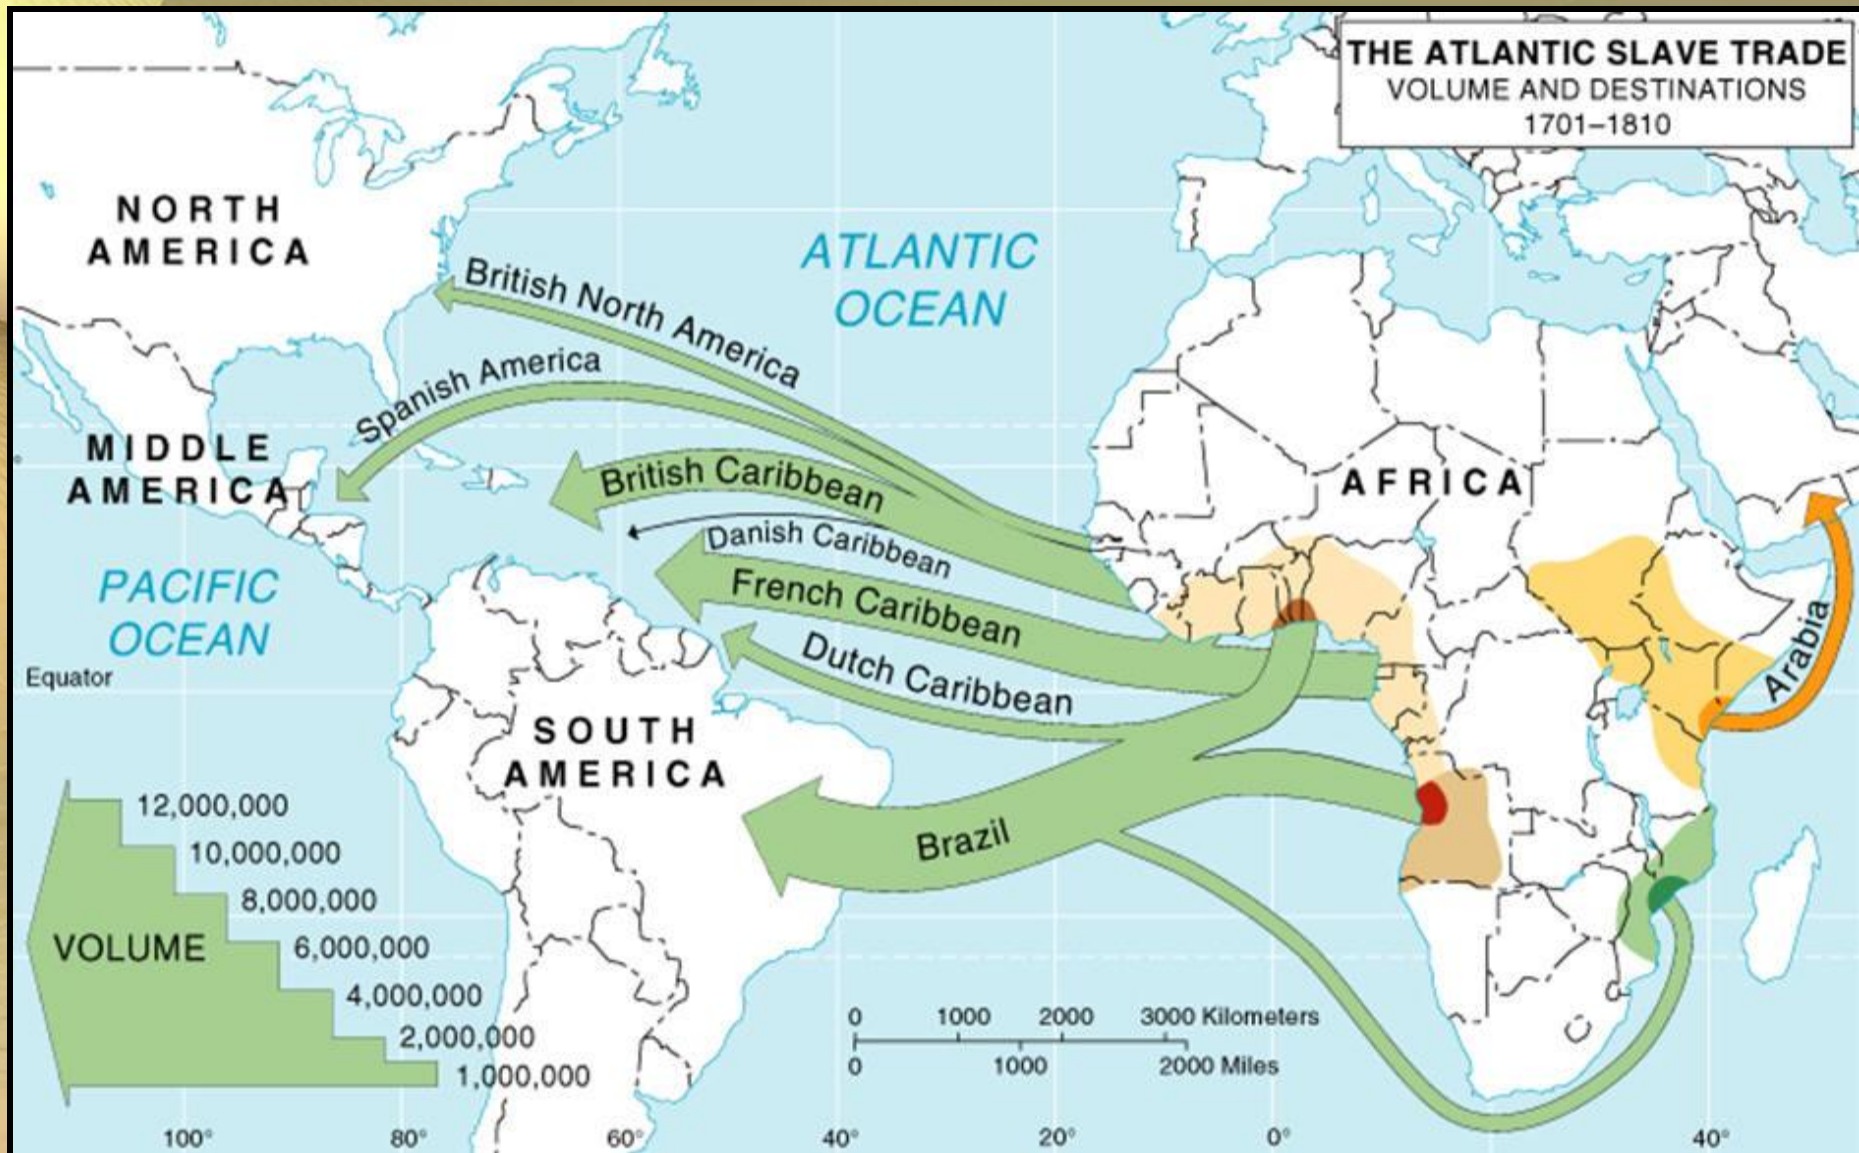 THE ATLANTIC SLAVE TRADE
VOLUME AND DESTINATIONS
1701–1810
NORTH
AMERICA
ATLANTIC
OCEAN
British North America
Spanish America
MIDDLE
AMERICA
British Caribbean
AFRICA
Danish Caribbean
French Caribbean
PACIFIC
OCEAN
Dutch Caribbean
Arabia
Equator
SOUTH
AMERICA
Brazil
12,000,000
10,000,000
8,000,000
VOLUME
6,000,000
4,000,000
2,000,000
1,000,000
0 1000 2000 3000 Kilometers
0 1000 2000 Miles
100° 80° 60° 40° 20° 0° 40°